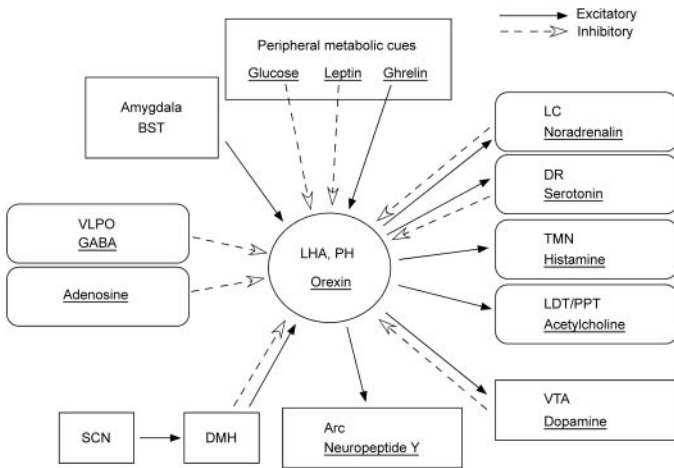 Excitatory
Inhibitory
Peripheral metabolic cues
Glucose Leptin Ghrelin
Amygdala
BST
LC
Noradrenalin
DR
Serotonin
VLPO
GABA
Adenosine
LHA, PH
Orexin
TMN
Histamine
LDT/PPT
Acetylcholine
SCN
DMH
Arc
Neuropeptide Y
VTA
Dopamine